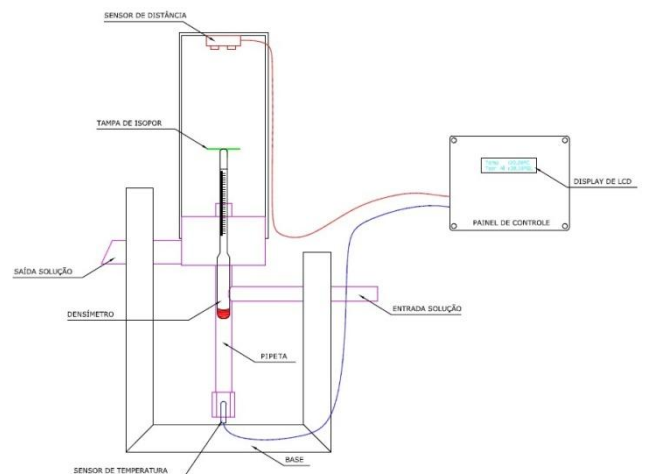 SENSOR DE DISTÂNCIA
TAMPA DE ISOPOR
DISPLAY DE LCD
PAINEL DE CONTROLE
SAÍDA SOLUÇÃO
DENSÍMETRO
ENTRADA SOLUÇÃO
PIPETA
BASE
SENSOR DE TEMPERATURA